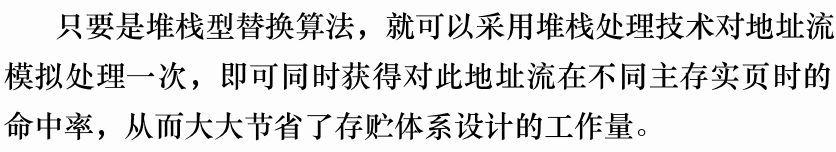 只要是堆栈型替换算法，就可以采用堆栈处理技术对地址流
模拟处理一次，即可同时获得对此地址流在不同主存实页时的
命中率，从而大大节省了存贮体系设计的工作量。